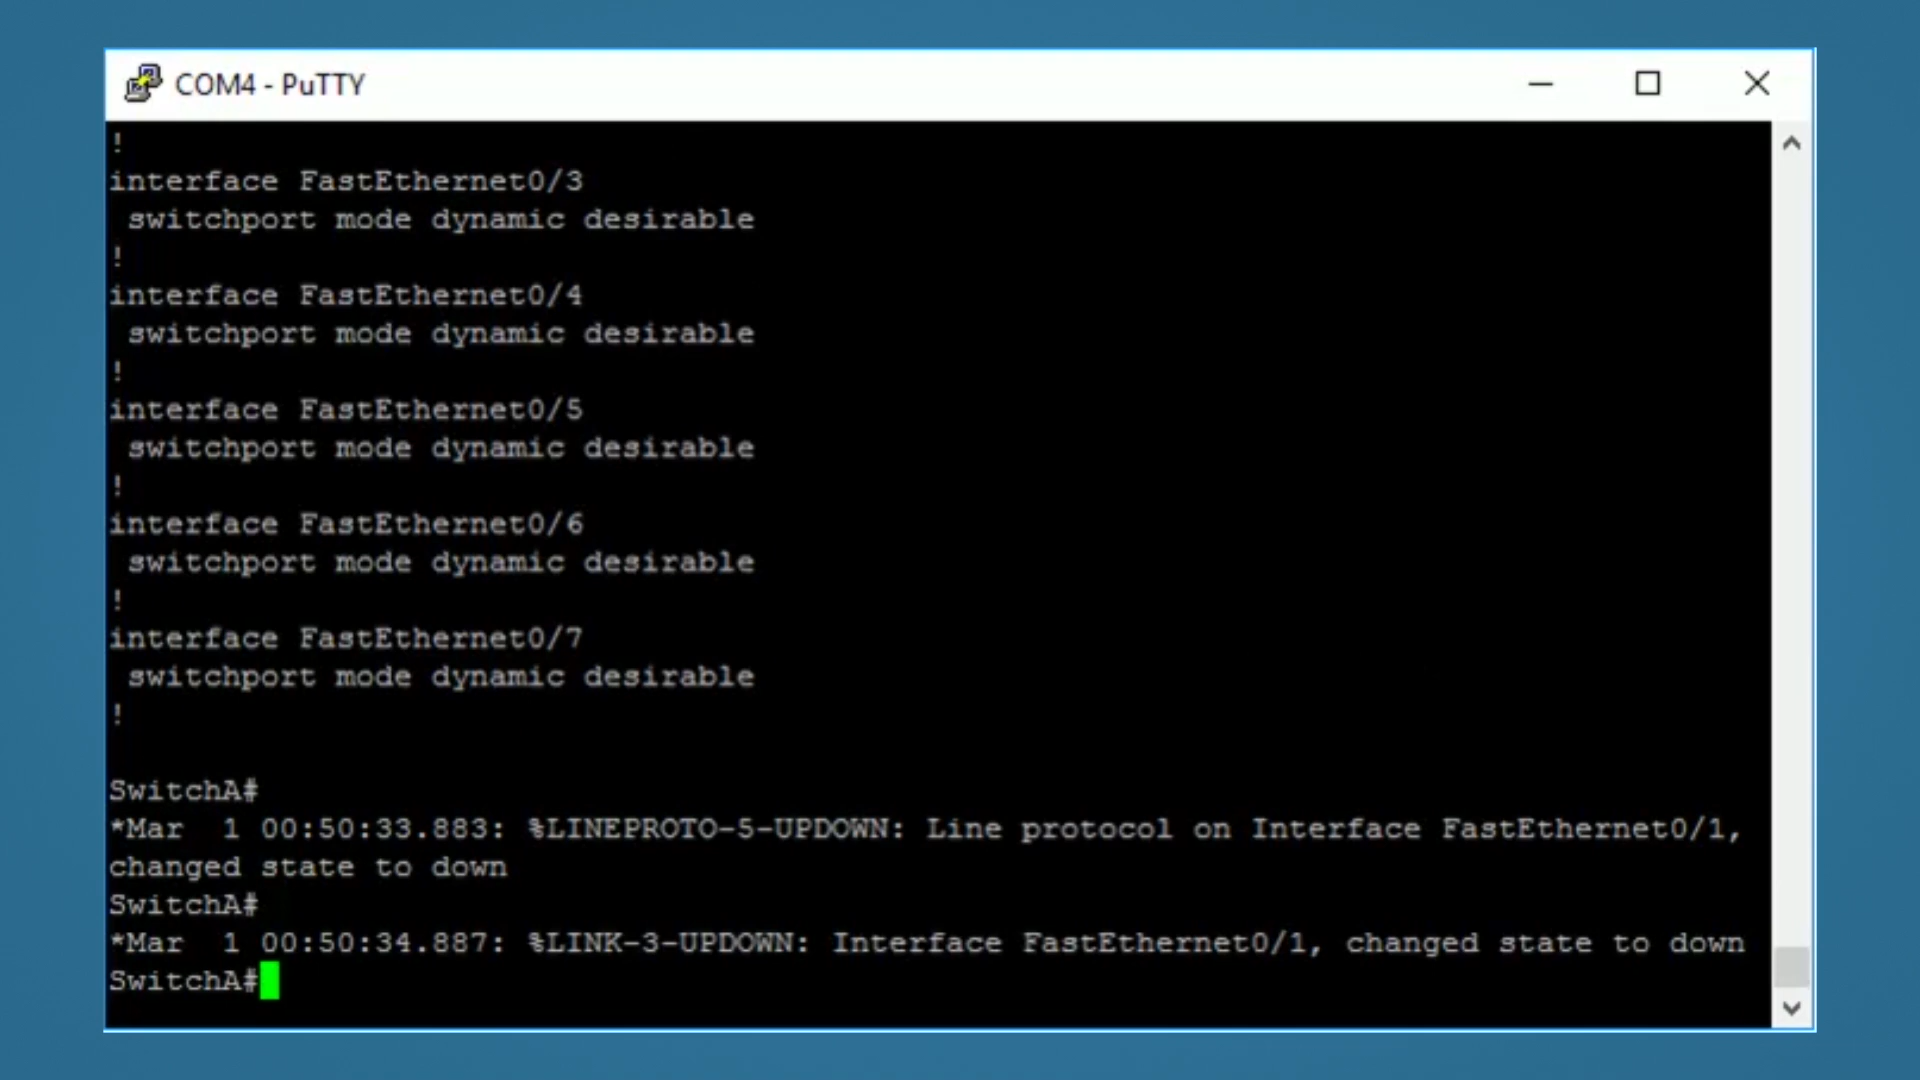 COM4 - PuTTY
!
interface FastEthernet0/3
 switchport mode dynamic desirable
!
interface FastEthernet0/4
 switchport mode dynamic desirable
!
interface FastEthernet0/5
 switchport mode dynamic desirable
!
interface FastEthernet0/6
 switchport mode dynamic desirable
!
interface FastEthernet0/7
 switchport mode dynamic desirable
!
SwitchA#
*Mar  1 00:50:33.883: %LINEPROTO-5-UPDOWN: Line protocol on Interface FastEthernet0/1,
changed state to down
SwitchA#
*Mar  1 00:50:34.887: %LINK-3-UPDOWN: Interface FastEthernet0/1, changed state to down
SwitchA#